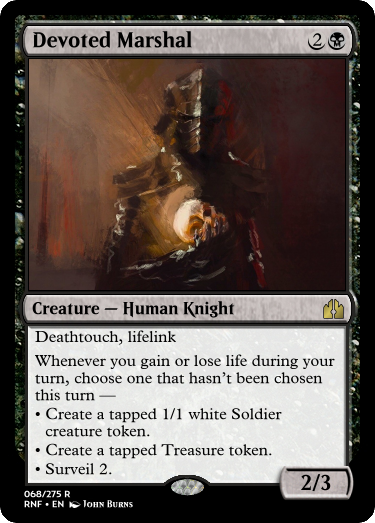 Devoted Marshal 2
Creature — Human Knight
Deathtouch, lifelink
Whenever you gain or lose life during your
turn, choose one that hasn't been chosen
this turn —
• Create a tapped 1/1 white Soldier
creature token.
• Create a tapped Treasure token.
• Surveil 2.
2/3
068/275 R
RNF • EN John Burns